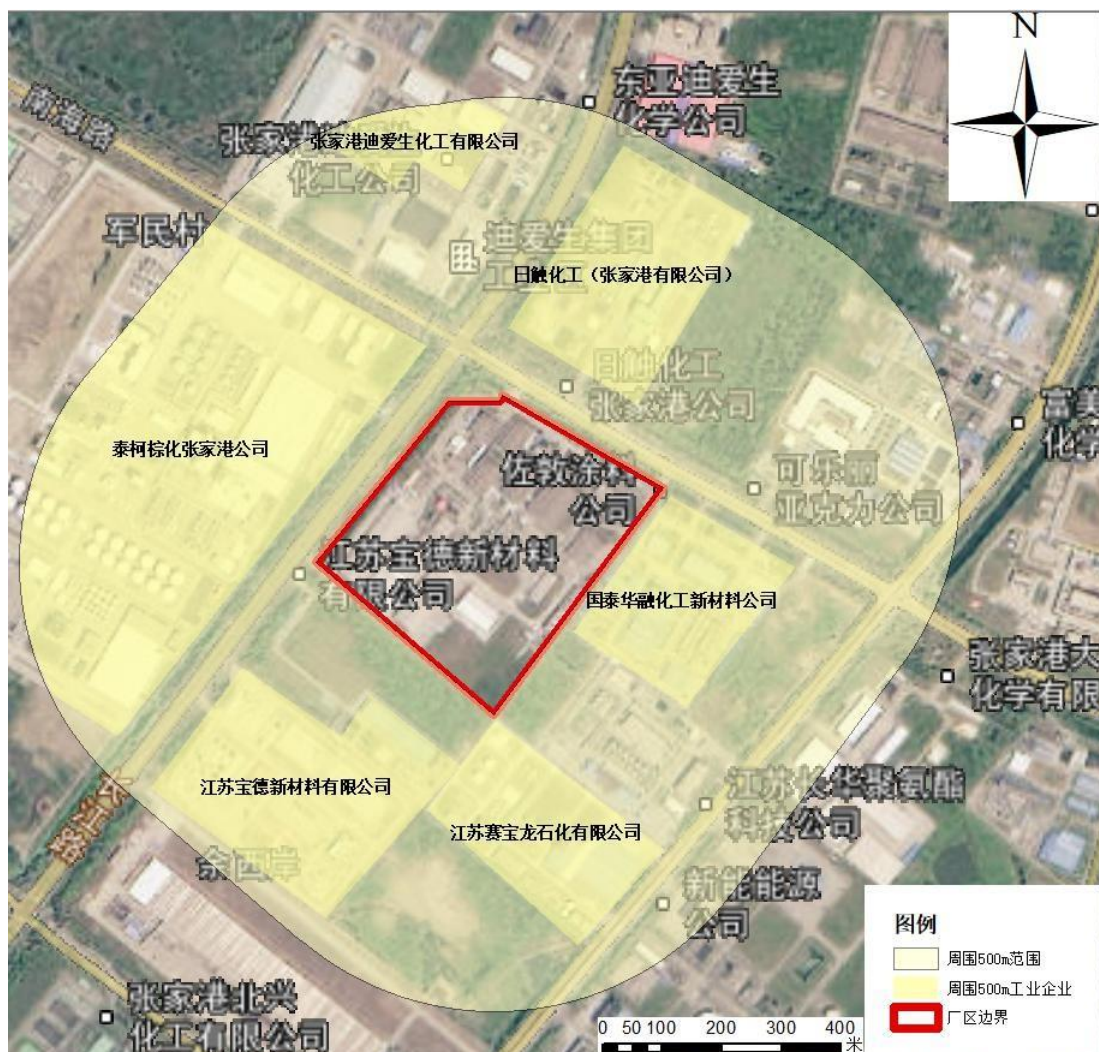 N
东亚迪爱生
化学公司
南海路
张家港迪爱生化工有限公司
化工公司
军民村
迪爱生集团
日触化工（张家港有限公司）
日触化工
张家港公司
富美
化学
泰柯棕化张家港公司
佐敦涂料
公司
可乐丽
亚克力公司
江苏宝德新材料
有限公司
国泰华融化工新材料公司
张家港大
化学有限
江苏宝德新材料有限公司
江苏长华聚氨酯
科技公司
江苏赛宝龙石化有限公司
余西岸
新能能源
公司
图例
周围500m范围
周围500m工业企业
厂区边界
张家港北兴
化工有限公司
0 50 100 200 300 400
米